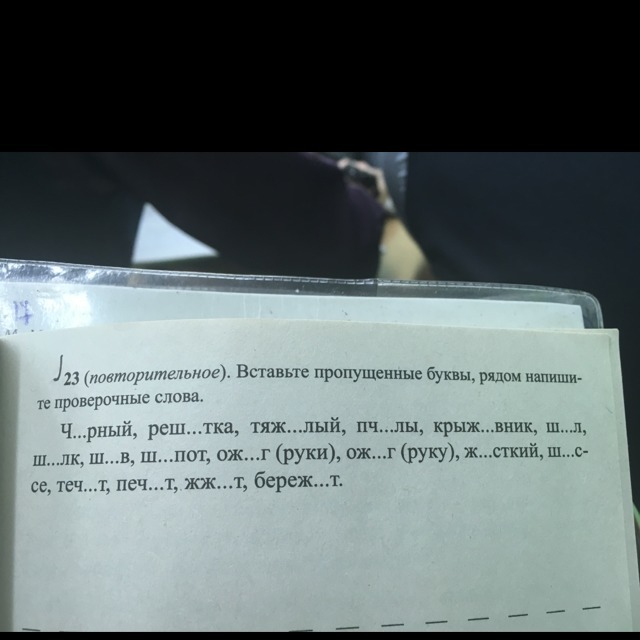 17
23 (повторительное). Вставьте пропущенные буквы, рядом напиши-
те проверочные слова.
Ч...рный, реш...тка, тяж...лый, пч...лы, крыж...вник, ш...л,
ш...лк, ш...в, ш...пот, ож...г (руки), ож...г (руку), ж...сткий, ш...с-
се, теч...т, печ...т, жж...т, береж...т.